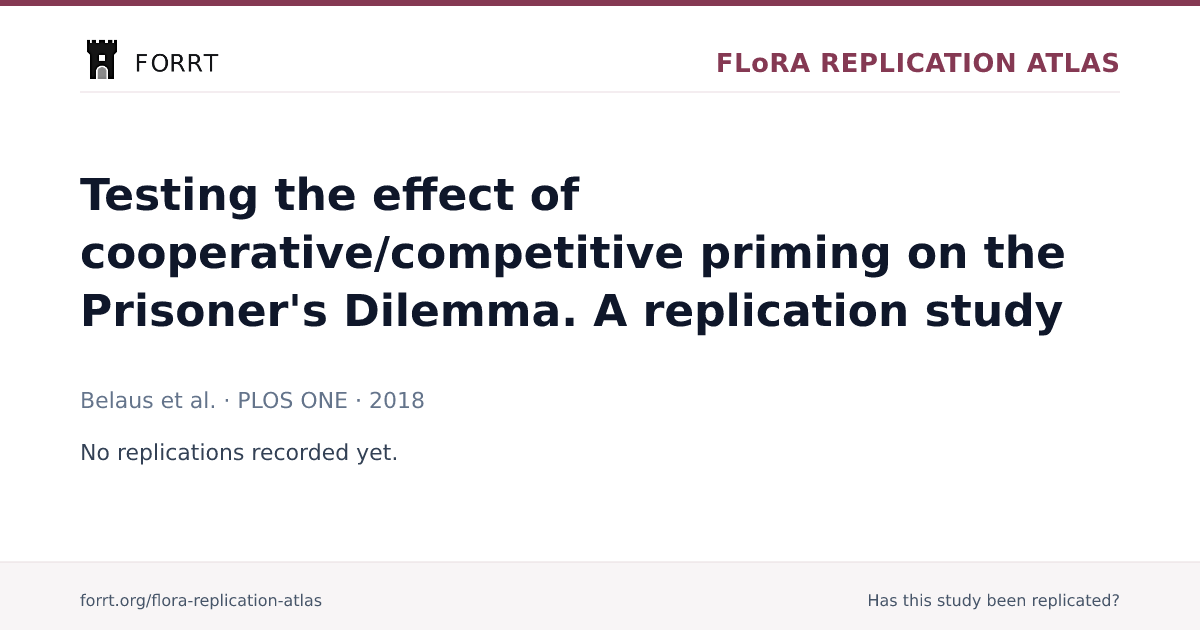 FORRT
FLoRA REPLICATION ATLAS
Testing the effect of
cooperative/competitive priming on the
Prisoner's Dilemma. A replication study
Belaus et al. · PLOS ONE · 2018
No replications recorded yet.
forrt.org/flora-replication-atlas
Has this study been replicated?